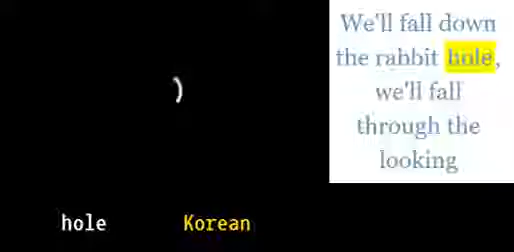 We'll fall down
the rabbit hole,
we'll fall
through the
looking
hole Korean